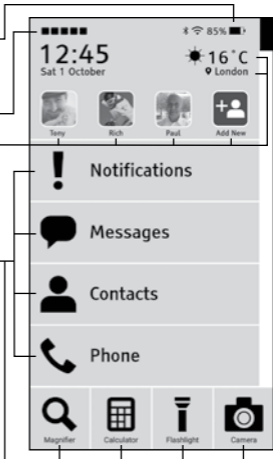 85%
12:45
16°C
Sat 1 October
London
Tony Rich Paul Add New
Notifications
Messages
Contacts
Phone
Magnifier Calculator Flashlight Camera